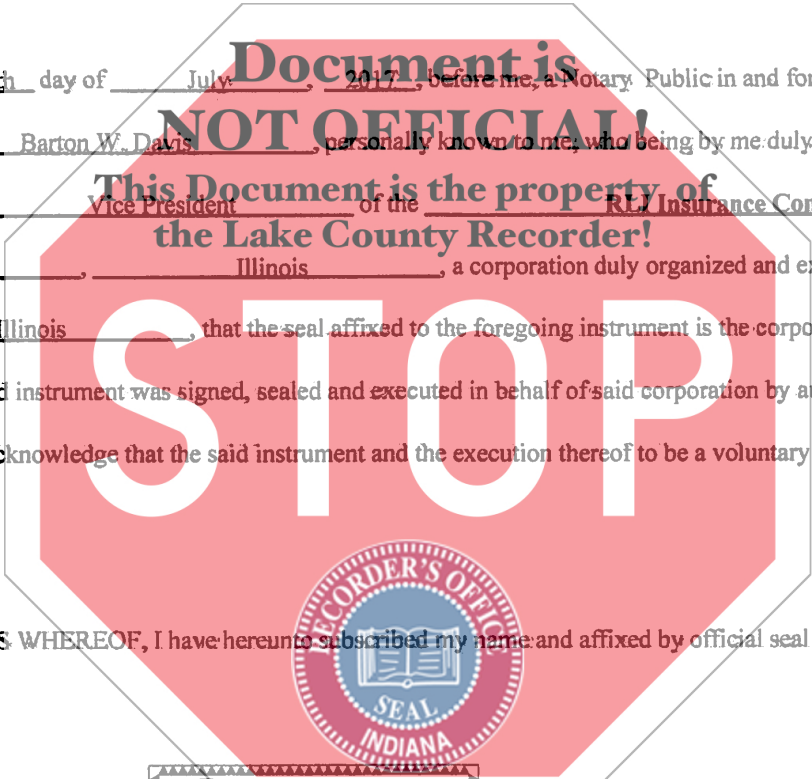 Document is
NOT OFFICIAL!
This Document is the property of
the Lake County Recorder!
STOP
RECORDER'S OFFICE
SEAL
INDIANA
day of July, 2017, before me, a Notary Public in and for
Barton W. Davis, personally known to me, who being by me duly
Vice President of the RLI Insurance
, Illinois, a corporation duly organized and
Illinois, that the seal affixed to the foregoing instrument is the
instrument was signed, sealed and executed in behalf of said corporation by
that the said instrument and the execution thereof to be a voluntary
WHEREOF, I have hereunto subscribed my name and affixed by official seal